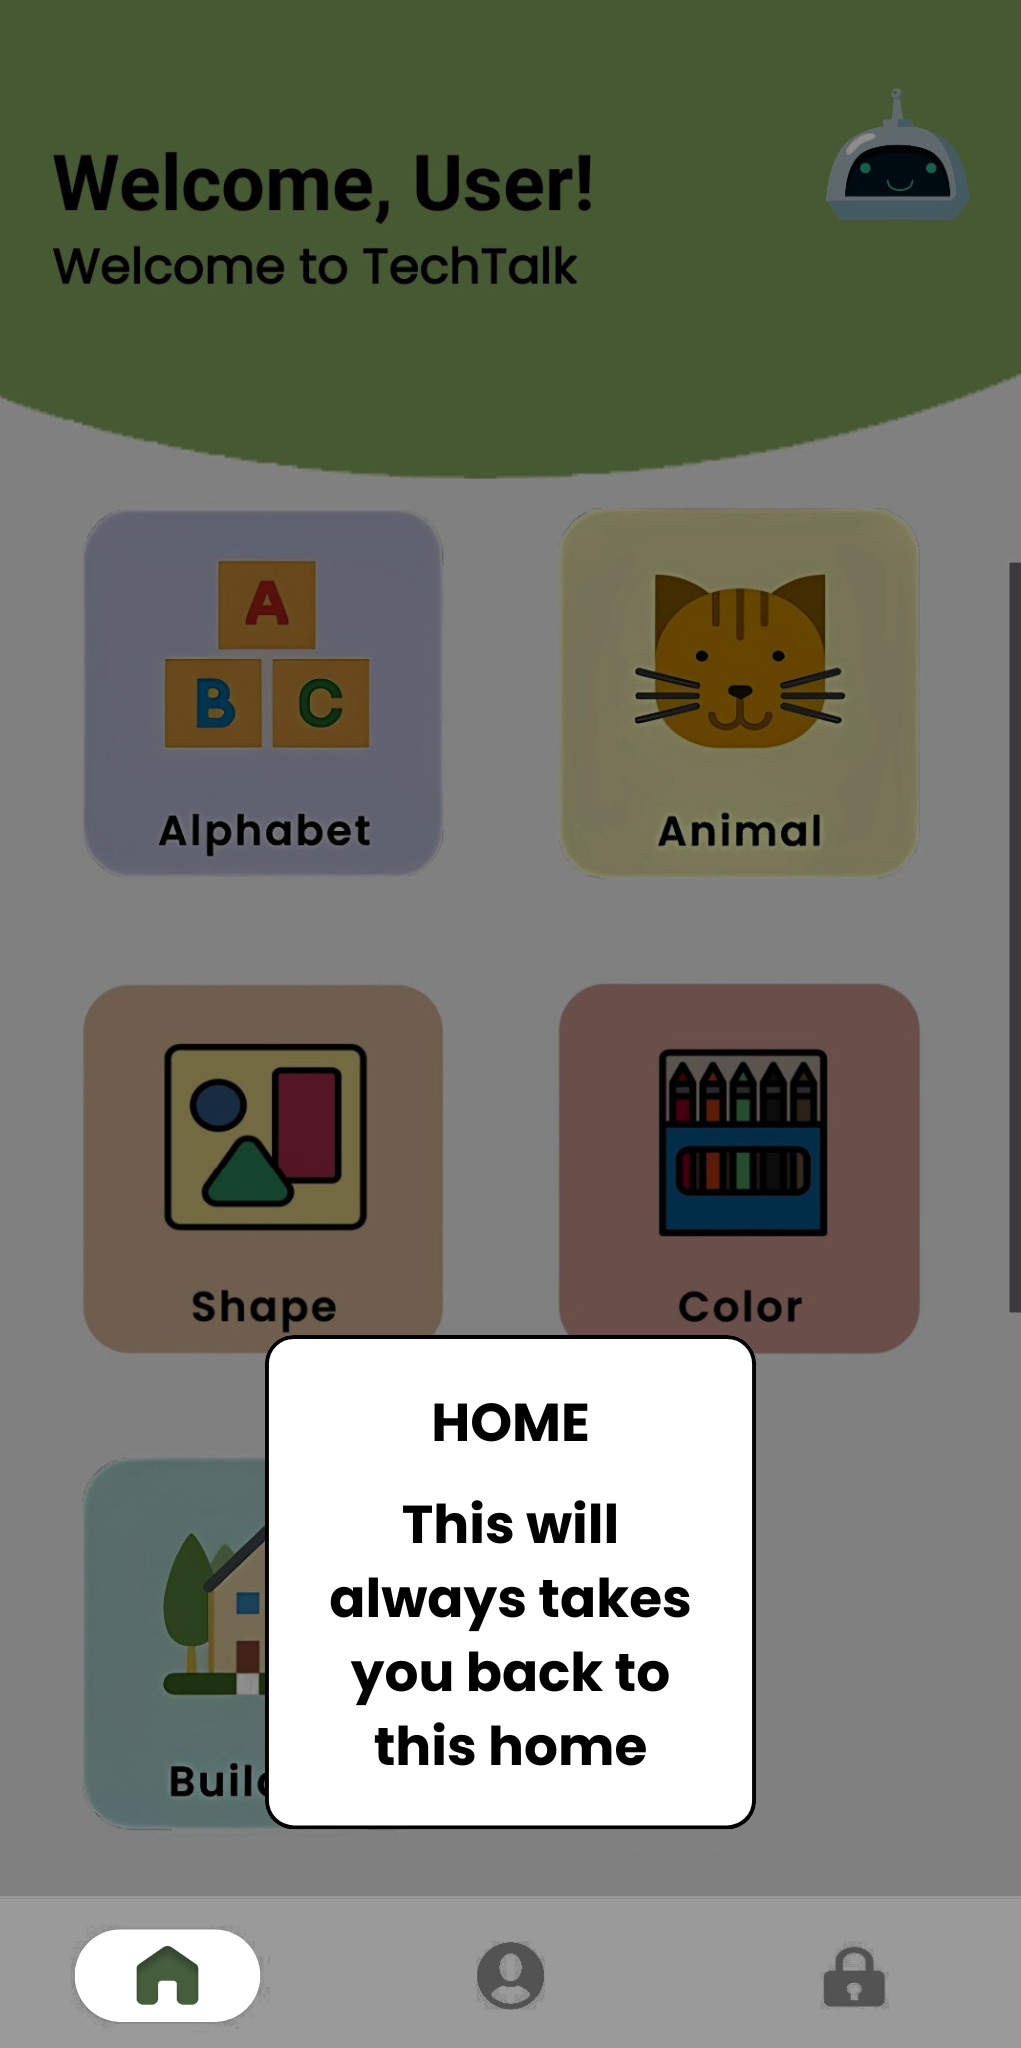 Welcome, User!
Welcome to TechTalk
A
B C
Alphabet
Animal
Shape
Color
HOME
This will
always takes
you back to
this home